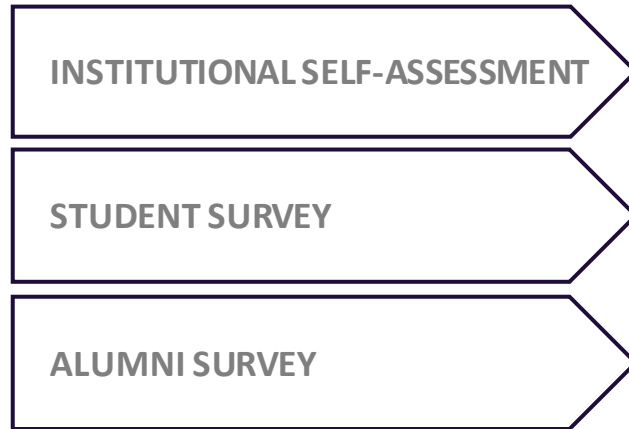 INSTITUTIONAL SELF-ASSESSMENT
STUDENT SURVEY
ALUMNI SURVEY